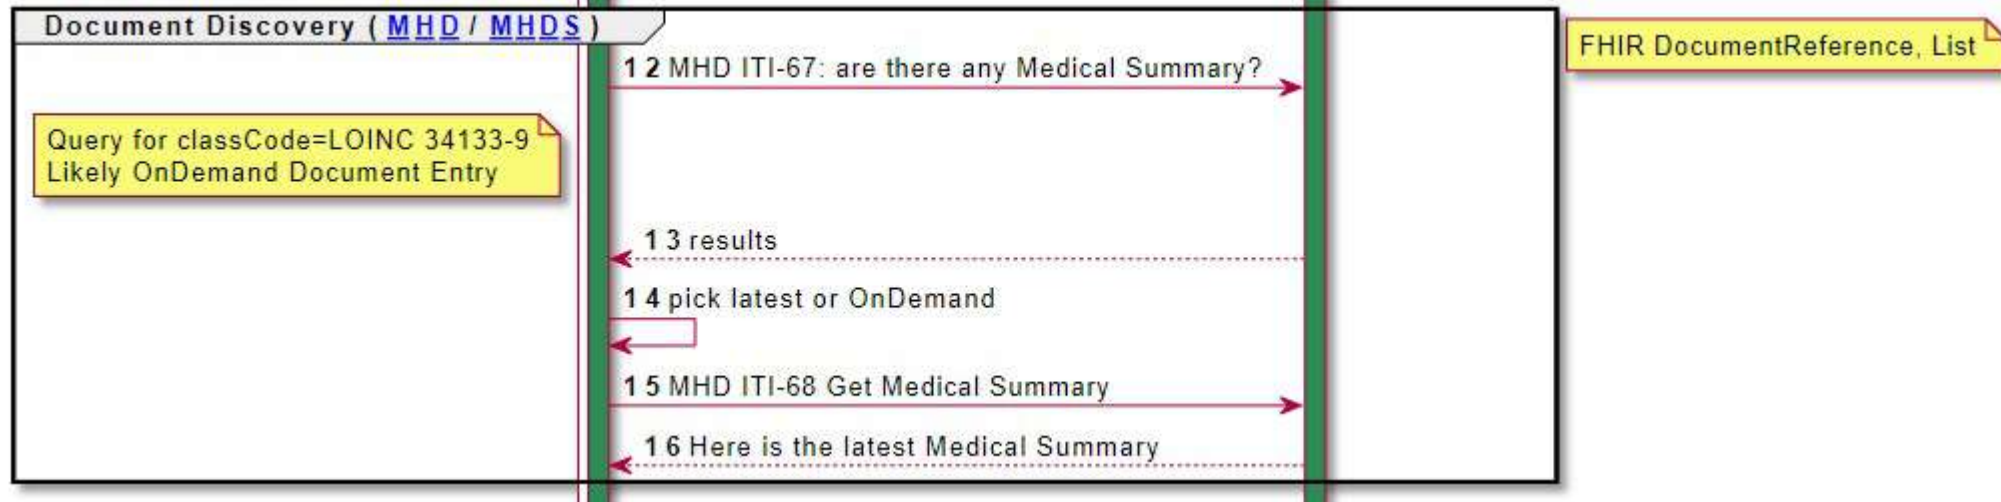 Document Discovery ( MHD / MHDS )
FHIR DocumentReference, List
12 MHD ITI-67: are there any Medical Summary?
Query for classCode=LOINC 34133-9
Likely OnDemand Document Entry
13 results
14 pick latest or OnDemand
15 MHD ITI-68 Get Medical Summary
16 Here is the latest Medical Summary